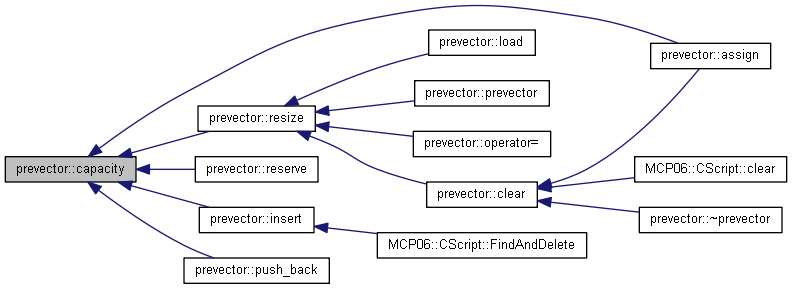 prevector::load
prevector::assign
prevector::prevector
prevector::resize
prevector::operator=
prevector::capacity
prevector::reserve
MCP06::CScript::clear
prevector::clear
prevector::insert
prevector::~prevector
MCP06::CScript::FindAndDelete
prevector::push_back